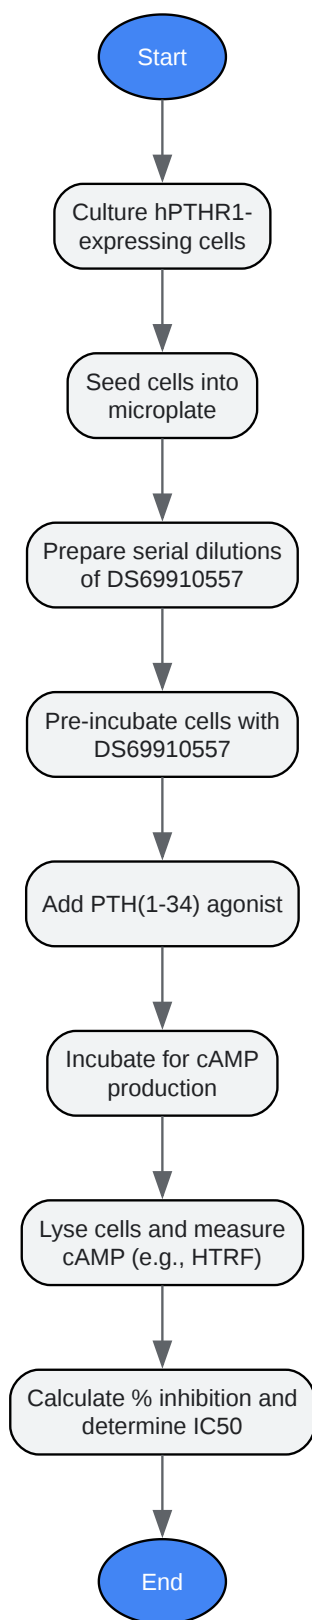 Start
Culture hPTHR1-
expressing cells
Seed cells into
microplate
Prepare serial dilutions
of DS69910557
Pre-incubate cells with
DS69910557
Add PTH(1-34) agonist
Incubate for cAMP
production
Lyse cells and measure
cAMP (e.g., HTRF)
Calculate % inhibition and
determine IC50
End